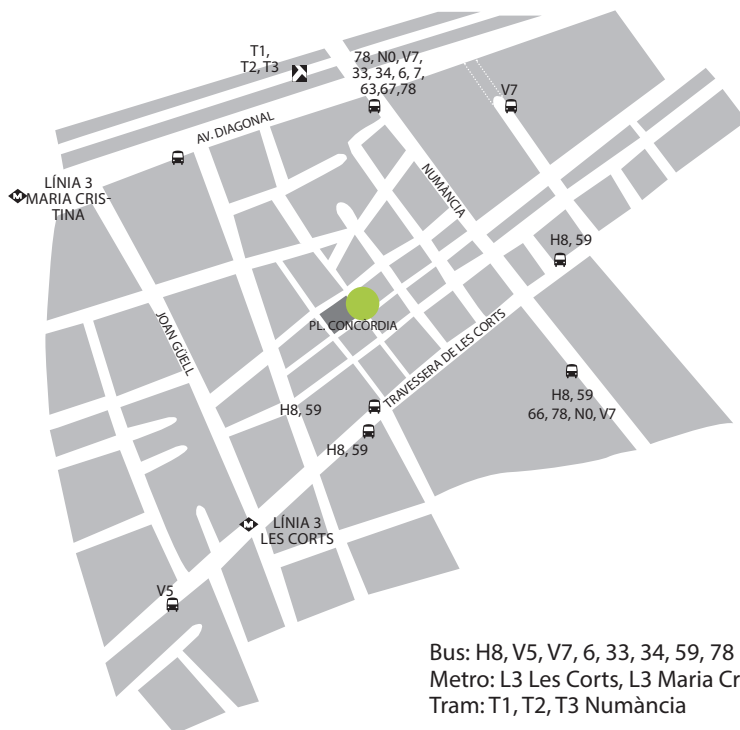 T1,
T2, T3
78, N0, V7,
33, 34, 6, 7,
63,67,78
V7
AV. DIAGONAL
LÍNIA 3
MARIA CRIS-
TINA
NUMÀNCIA
H8, 59
JOAN GÜELL
PL. CONCÒRDIA
TRAVESSERA DE LES CORTS
H8, 59
H8, 59
66, 78, N0, V7
H8, 59
LÍNIA 3
LES CORTS
V5
Bus: H8, V5, V7, 6, 33, 34, 59, 78
Metro: L3 Les Corts, L3 Maria Cr
Tram: T1, T2, T3 Numància